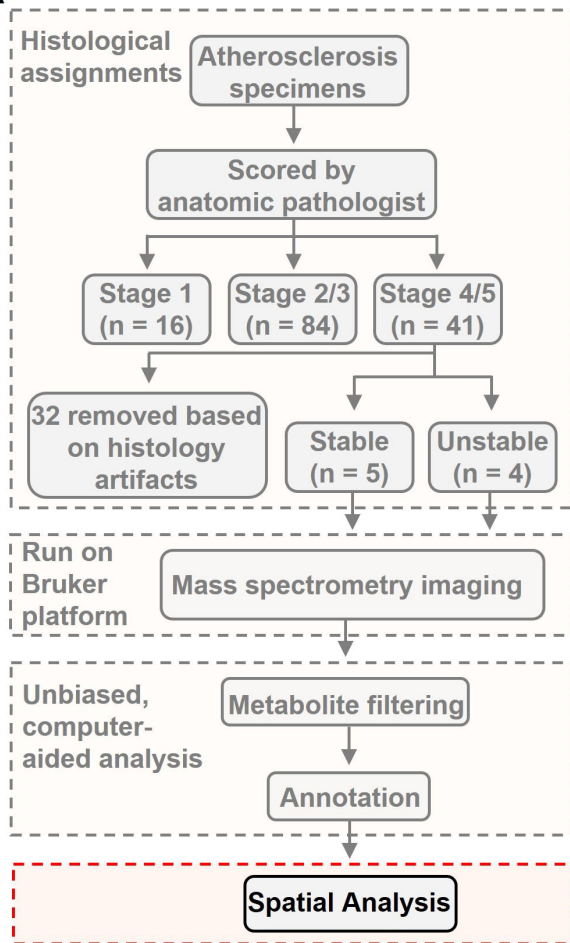 Histological
assignments
Atherosclerosis
specimens
Scored by
anatomic pathologist
Stage 1
(n = 16)
Stage 2/3
(n = 84)
Stage 4/5
(n = 41)
32 removed based
on histology
artifacts
Stable
(n = 5)
Unstable
(n = 4)
Run on
Bruker
platform
Mass spectrometry imaging
Unbiased,
computer-
aided analysis
Metabolite filtering
Annotation
Spatial Analysis